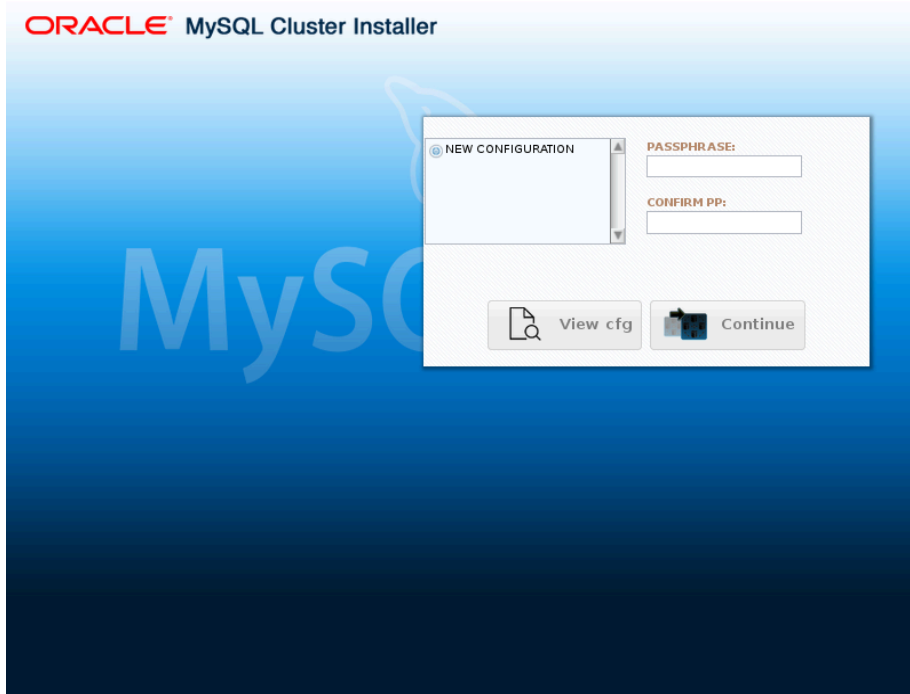 ORACLE® MySQL Cluster Installer
NEW CONFIGURATION
PASSPHRASE:
CONFIRM PP:
MySQ
View cfg
Continue